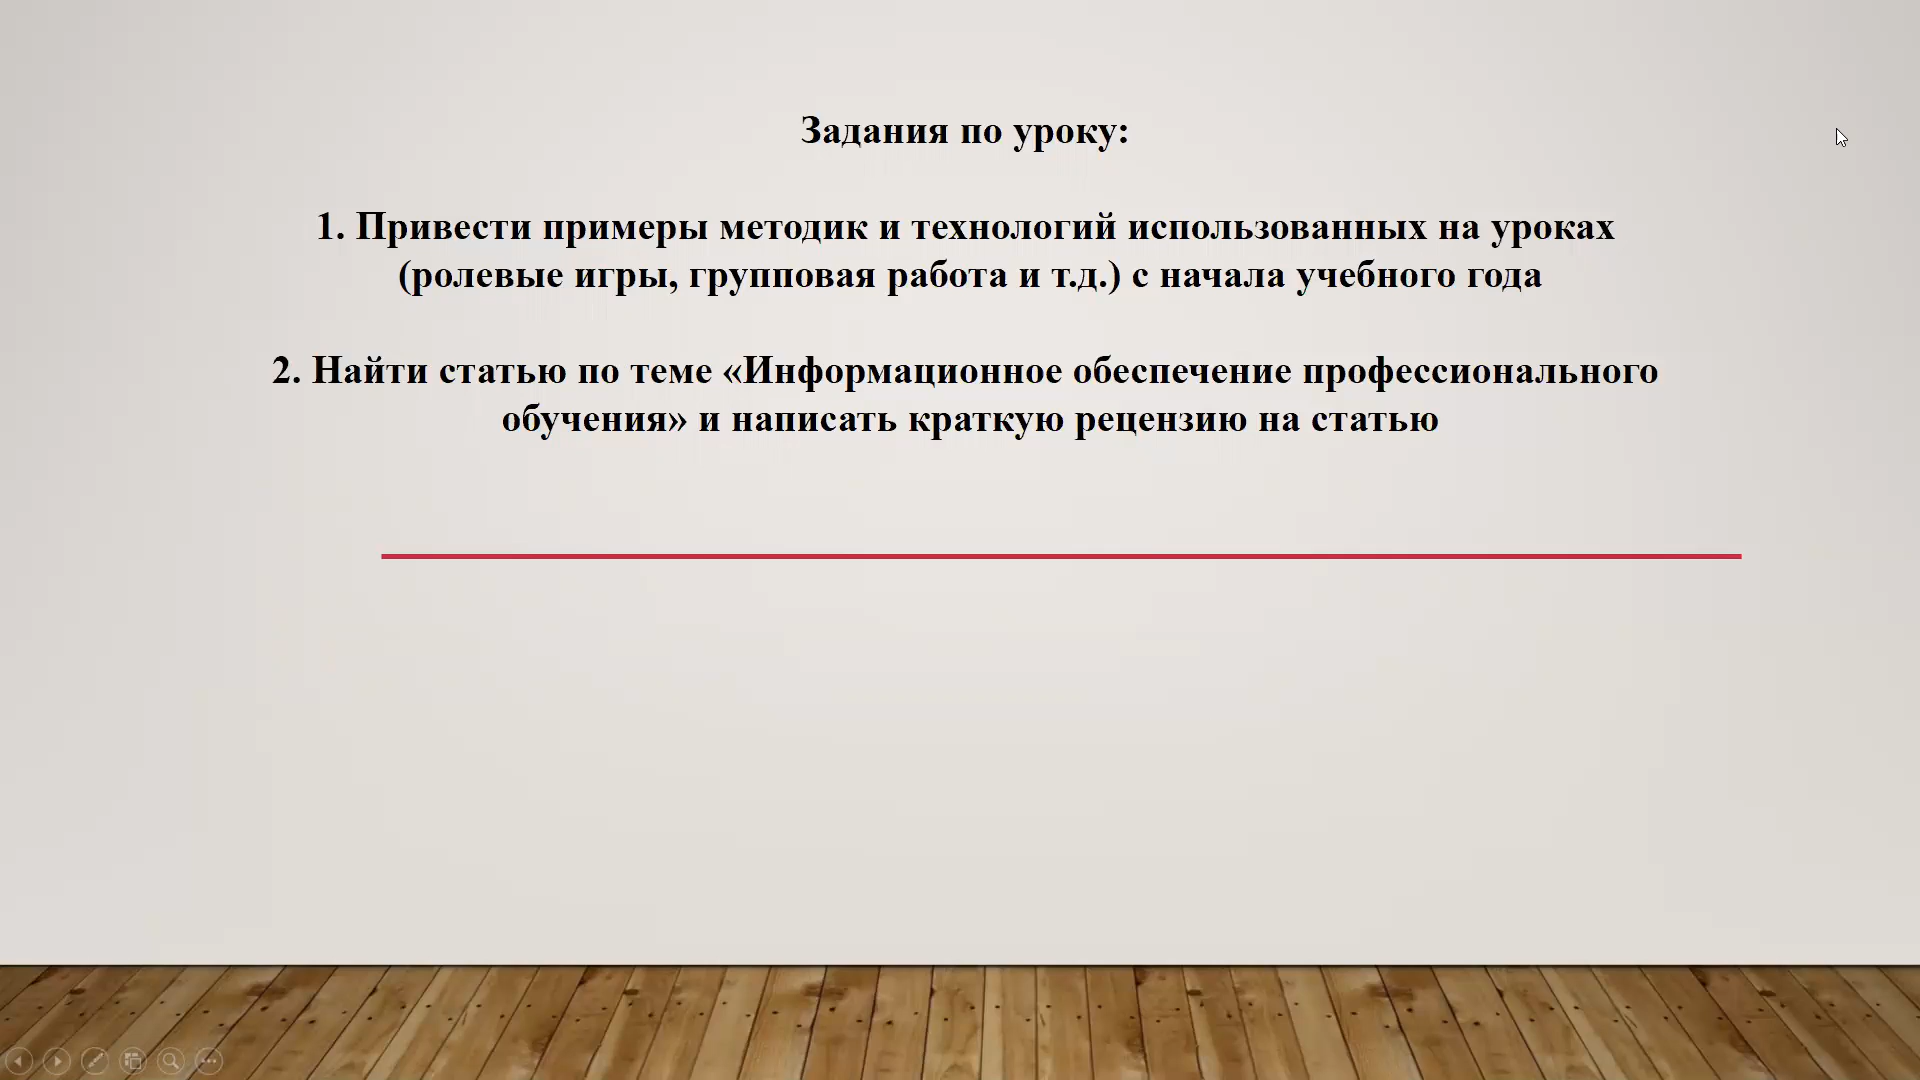 Задания по уроку:
1. Привести примеры методик и технологий использованных на уроках
(ролевые игры, групповая работа и т.д.) с начала учебного года
2. Найти статью по теме «Информационное обеспечение профессионального
обучения» и написать краткую рецензию на статью